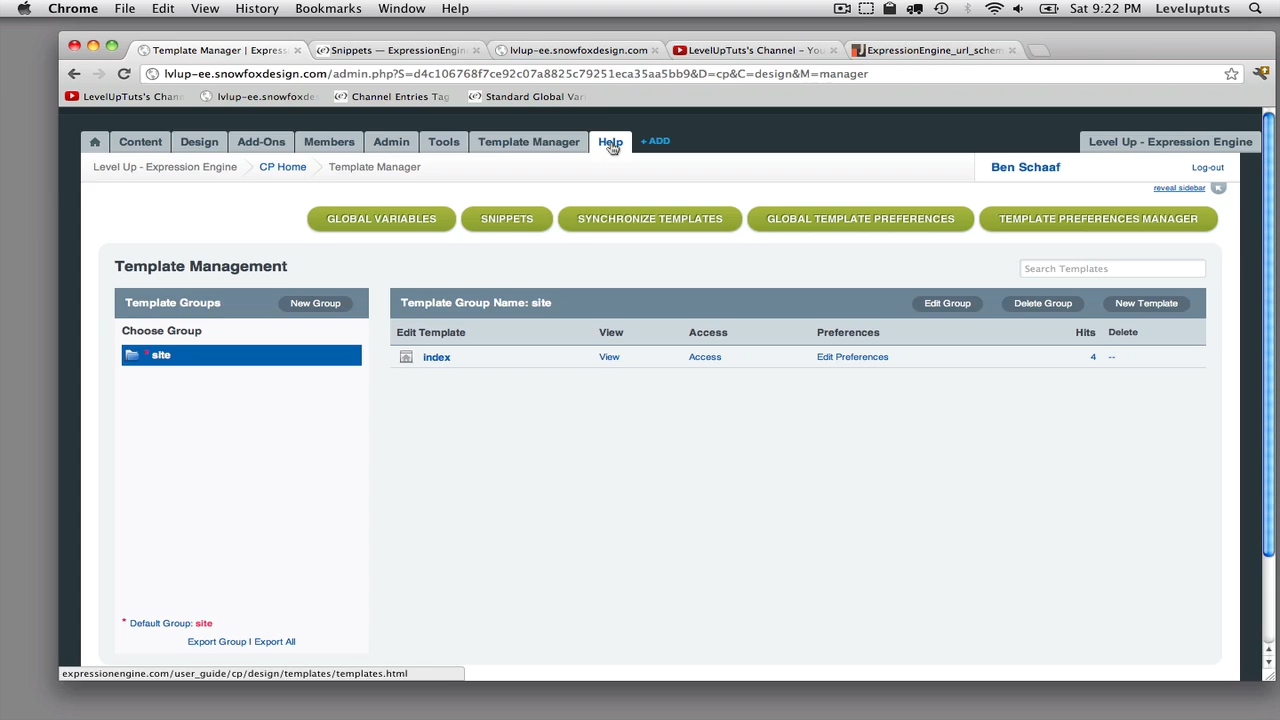 Chrome File Edit View History Bookmarks Window Help Sat 9:22 PM Leveluptuts
Template Manager | Express
Snippets — ExpressionEngin
lvlup-ee.snowfoxdesign.com
LevelUpTuts's Channel – You
ExpressionEngine_url_schem
lvlup-ee.snowfoxdesign.com/admin.php?S=d4c106768f7ce92c07a8825c79251eca35aa5bb9&D=cp&C=design&M=manager
LevelUpTuts's Chann
lvlup-ee.snowfoxdes
Channel Entries Tag
Standard Global Var
Content Design Add-Ons Members Admin Tools Template Manager Help + ADD Level Up - Expression Engine
Level Up - Expression Engine CP Home Template Manager Ben Schaaf Log-out
reveal sidebar
GLOBAL VARIABLES SNIPPETS SYNCHRONIZE TEMPLATES GLOBAL TEMPLATE PREFERENCES TEMPLATE PREFERENCES MANAGER
Template Management Search Templates
Template Groups New Group
Template Group Name: site Edit Group Delete Group New Template
Choose Group
Edit Template View Access Preferences Hits Delete
* site
index View Access Edit Preferences 4 --
* Default Group: site
Export Group | Export All
expressionengine.com/user_guide/cp/design/templates/templates.html